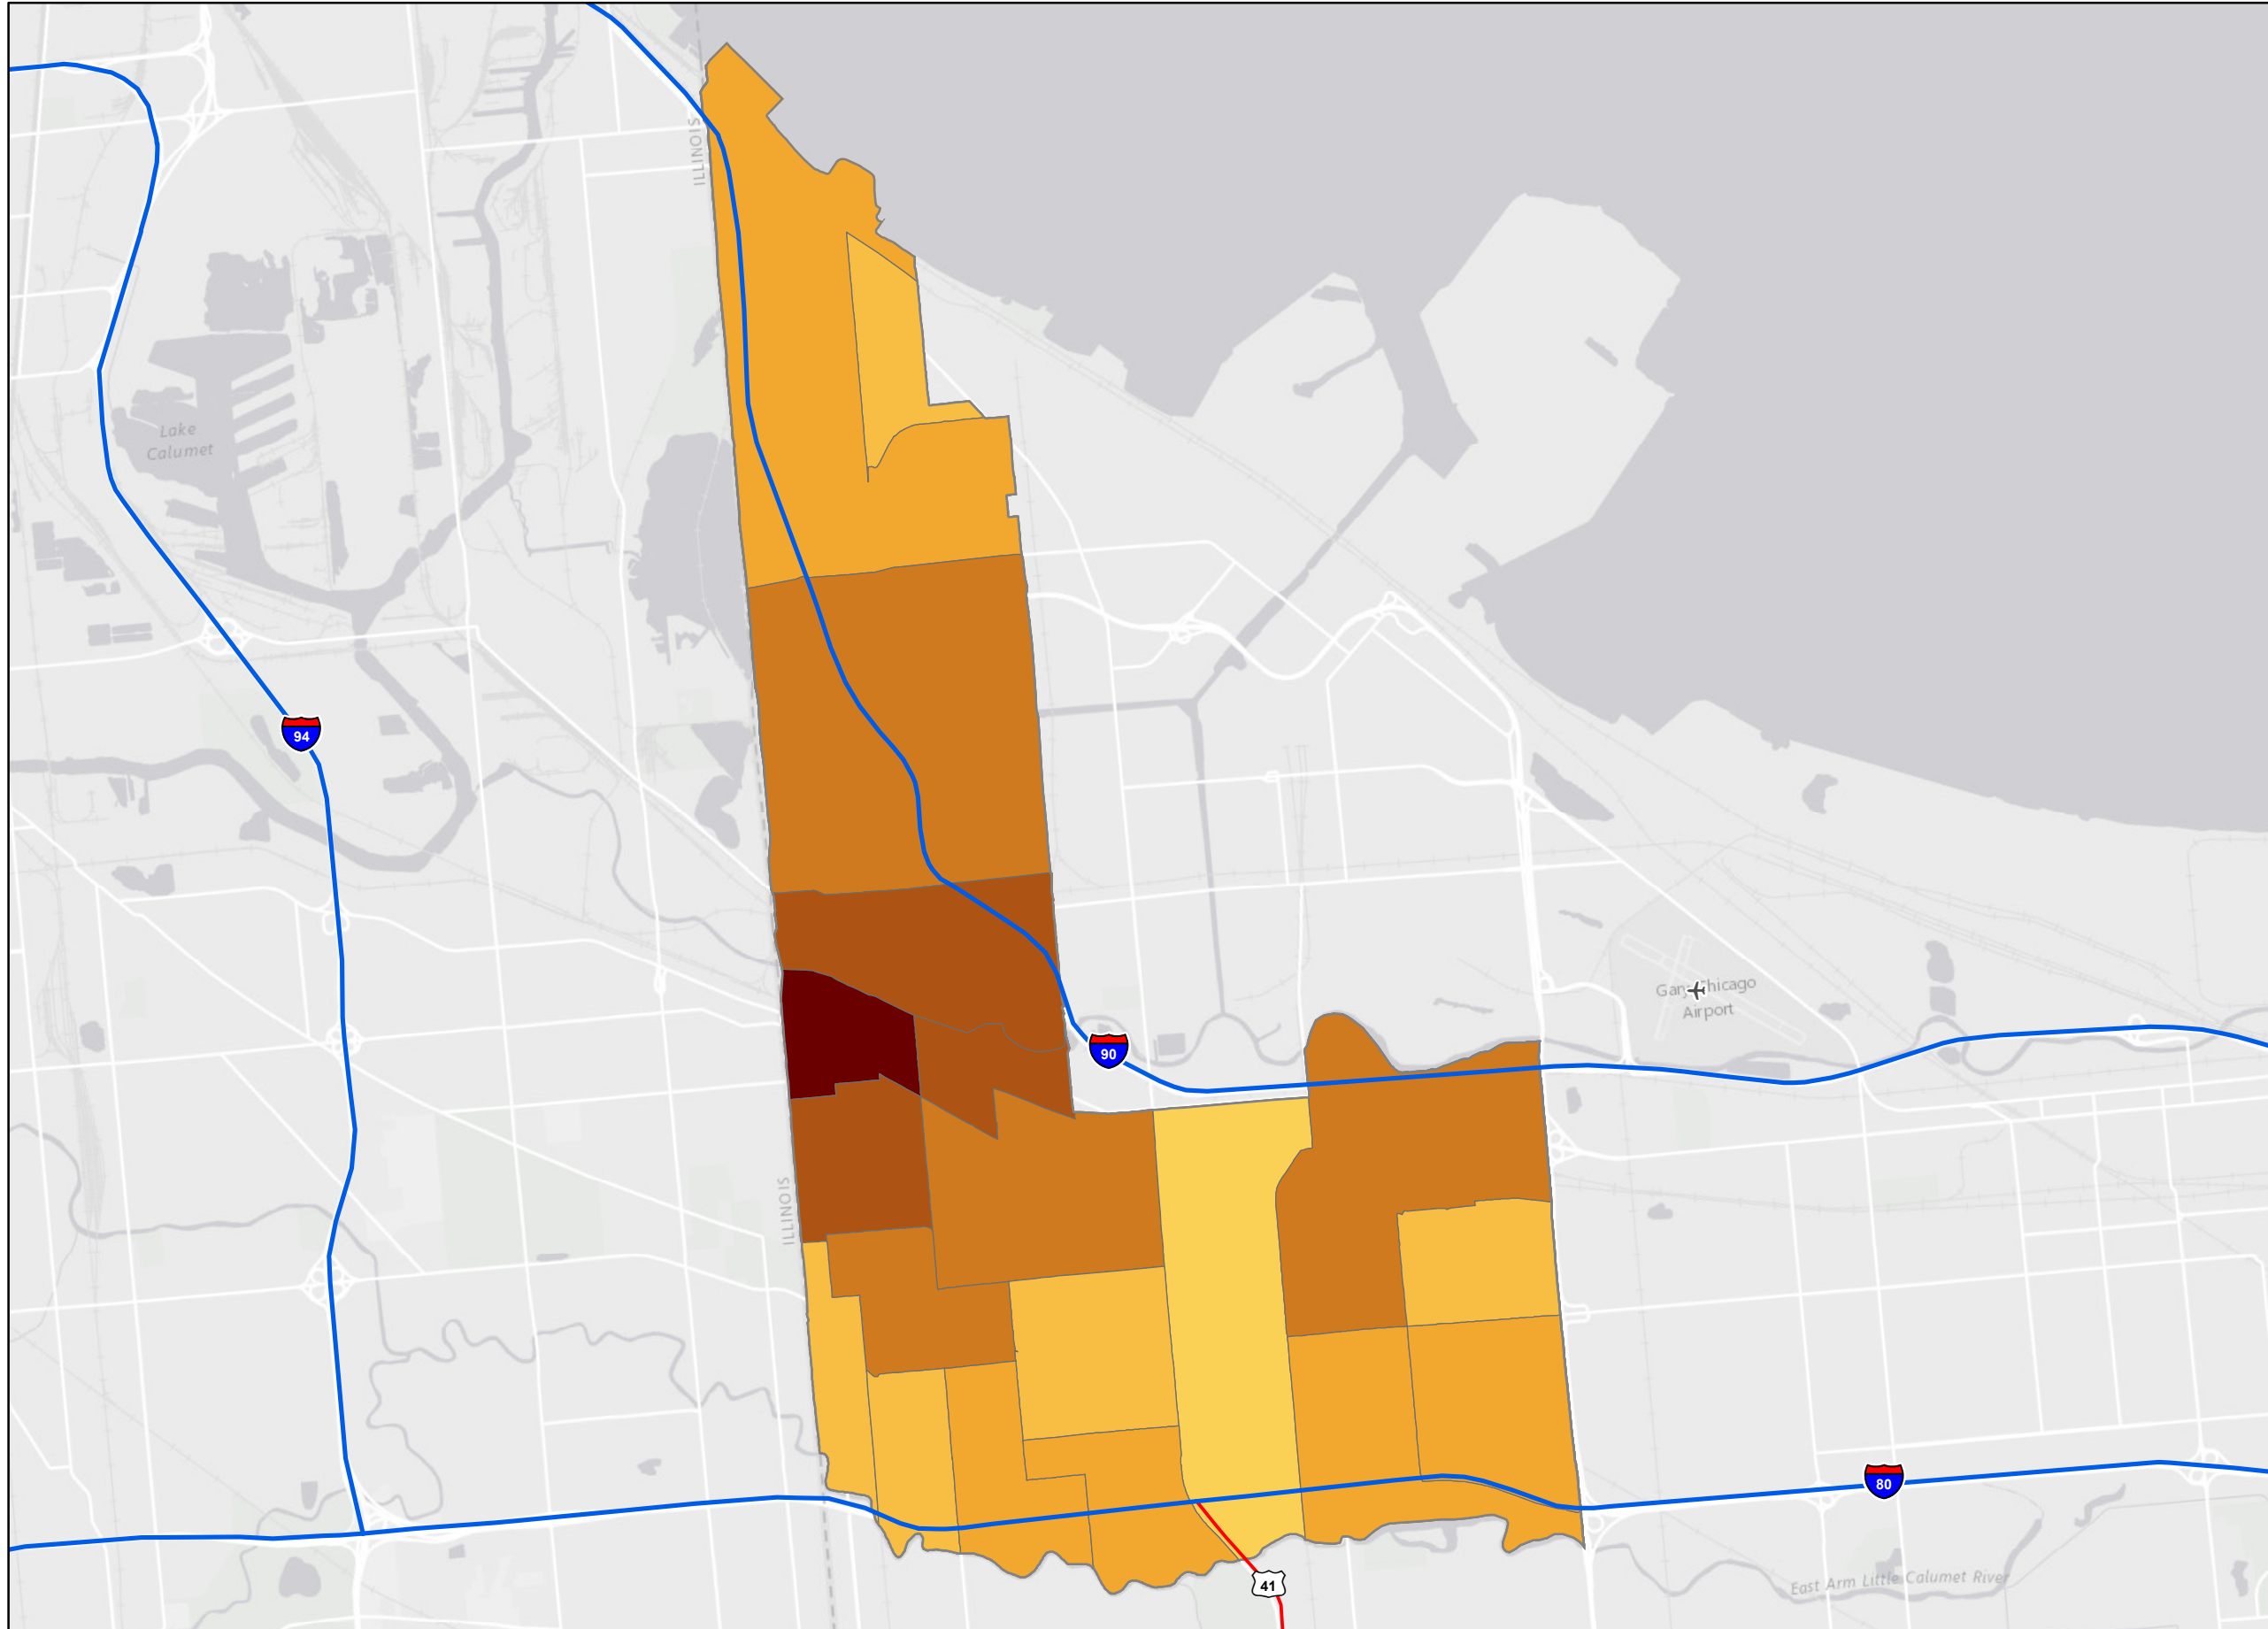 ILLINOIS
Lake
Calumet
94
Gary/Chicago
Airport
90
ILLINOIS
80
41
East Arm Little Calumet River